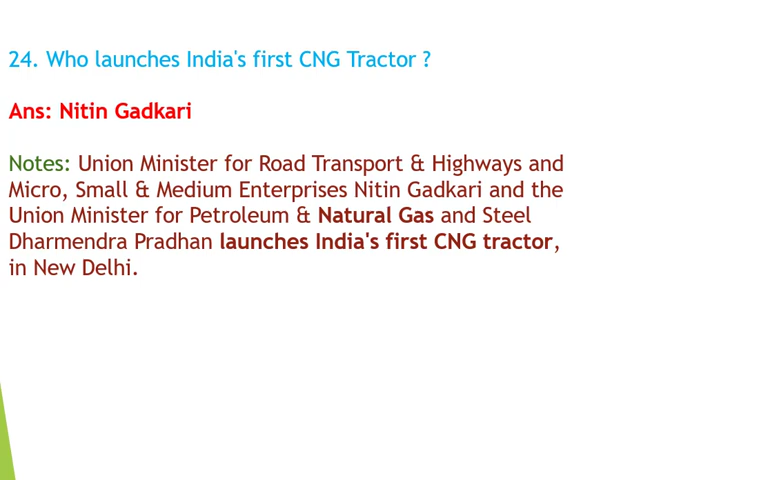 24. Who launches India's first CNG Tractor ?
Ans: Nitin Gadkari
Notes: Union Minister for Road Transport & Highways and
Micro, Small & Medium Enterprises Nitin Gadkari and the
Union Minister for Petroleum & Natural Gas and Steel
Dharmendra Pradhan launches India's first CNG tractor,
in New Delhi.